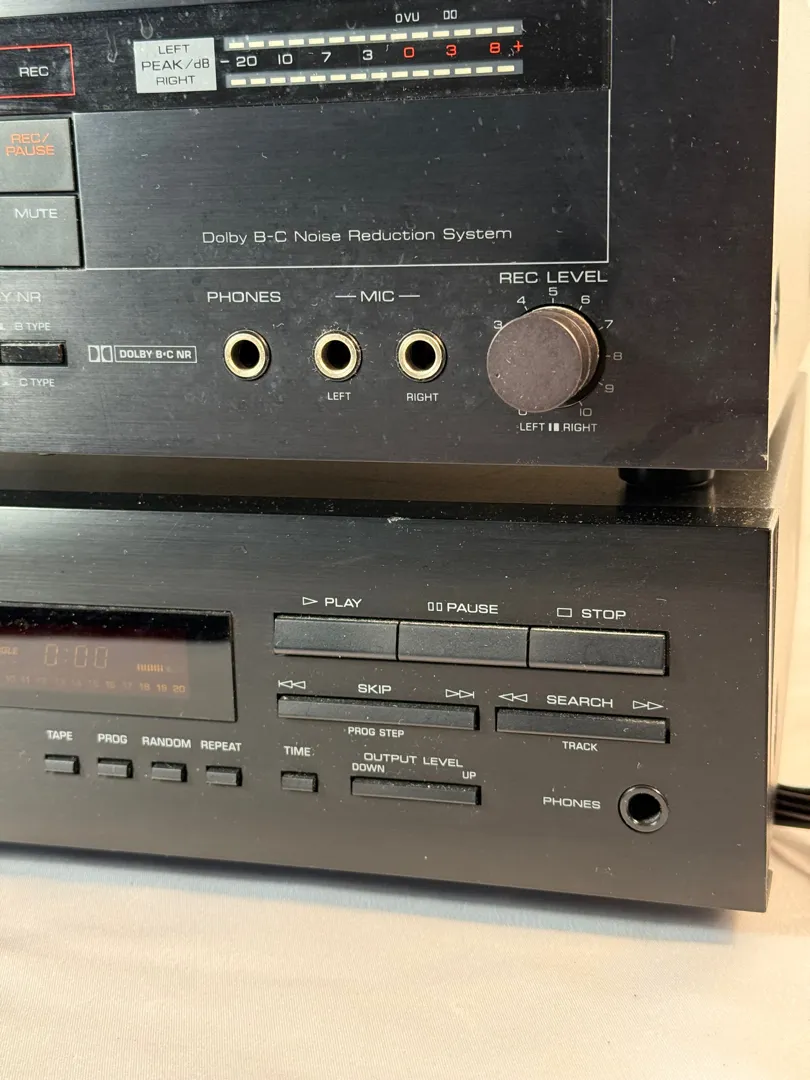 0VU
LEFT
PEAK/dB
RIGHT
-20 10 7 3 0 3 8 +
REC
REC/
PAUSE
MUTE
Dolby B-C Noise Reduction System
REC LEVEL
3 4 5 6 7 8 9 10
LEFT RIGHT
PHONES
MIC
LEFT
RIGHT
Y NR
B TYPE
C TYPE
DOLBY B·C NR
PLAY
PAUSE
STOP
0:00
18 19 20
SKIP
PROG STEP
SEARCH
TRACK
TAPE
PROG
RANDOM
REPEAT
TIME
OUTPUT LEVEL
DOWN
UP
PHONES